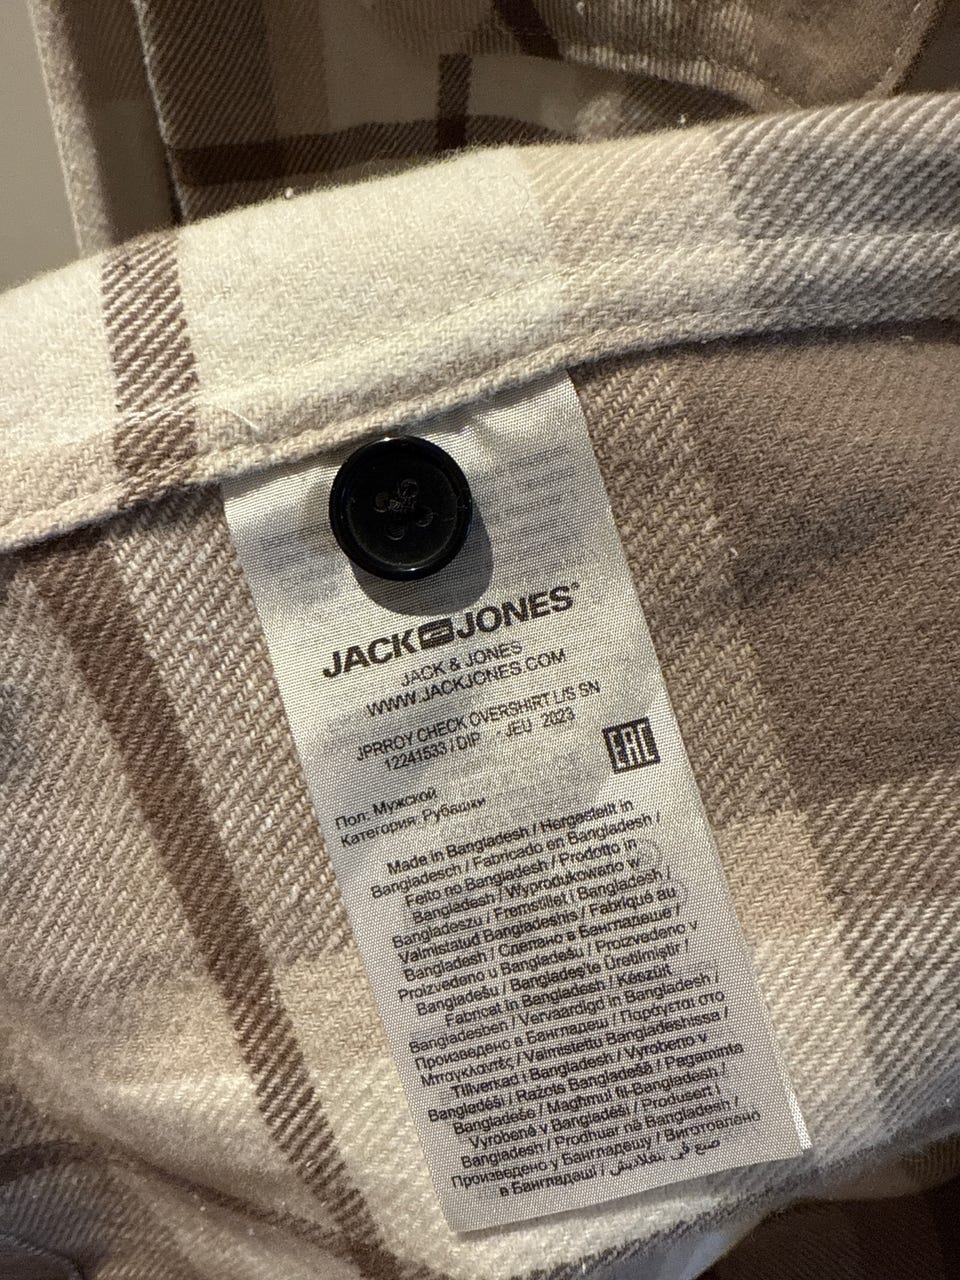 JACK JONES®
JACK & JONES
WWW.JACKJONES.COM
JPRROY CHECK OVERSHIRT L/S SN
12241533 / DIP - JEU 2023
EAC
Пол: Мужской
Категория: Рубашки
Made in Bangladesh / Hergestellt in
Bangladesch / Fabricado en Bangladesh /
Feito no Bangladesh / Prodotto in
Bangladesh / Wyprodukowano w
Bangladeszu / Fremstillet i Bangladesh /
Valmistatud Bangladeshis / Fabriqué au
Bangladesh / Сделано в Бангладеше /
Proizvedeno u Bangladešu / Proizvedeno v
Bangladešu / Bangladeş'te Üretilmiştir /
Fabricat în Bangladesh / Készült
Bangladesben / Vervaardigd in Bangladesh /
Произведено в Бангладеш / Παράγεται στο
Μπαγκλαντές / Valmistettu Bangladeshissa /
Tillverkad i Bangladesh / Vyrobeno v
Bangladéši / Ražots Bangladešā / Pagaminta
Bangladeše / Magħmul fil-Bangladesh /
Vyrobené v Bangladéši / Produsert i
Bangladesh / Prodhuar në Bangladesh /
Произведено у Бангладешу / Виготовлено
в Бангладеш / صنع في بنغلاديش